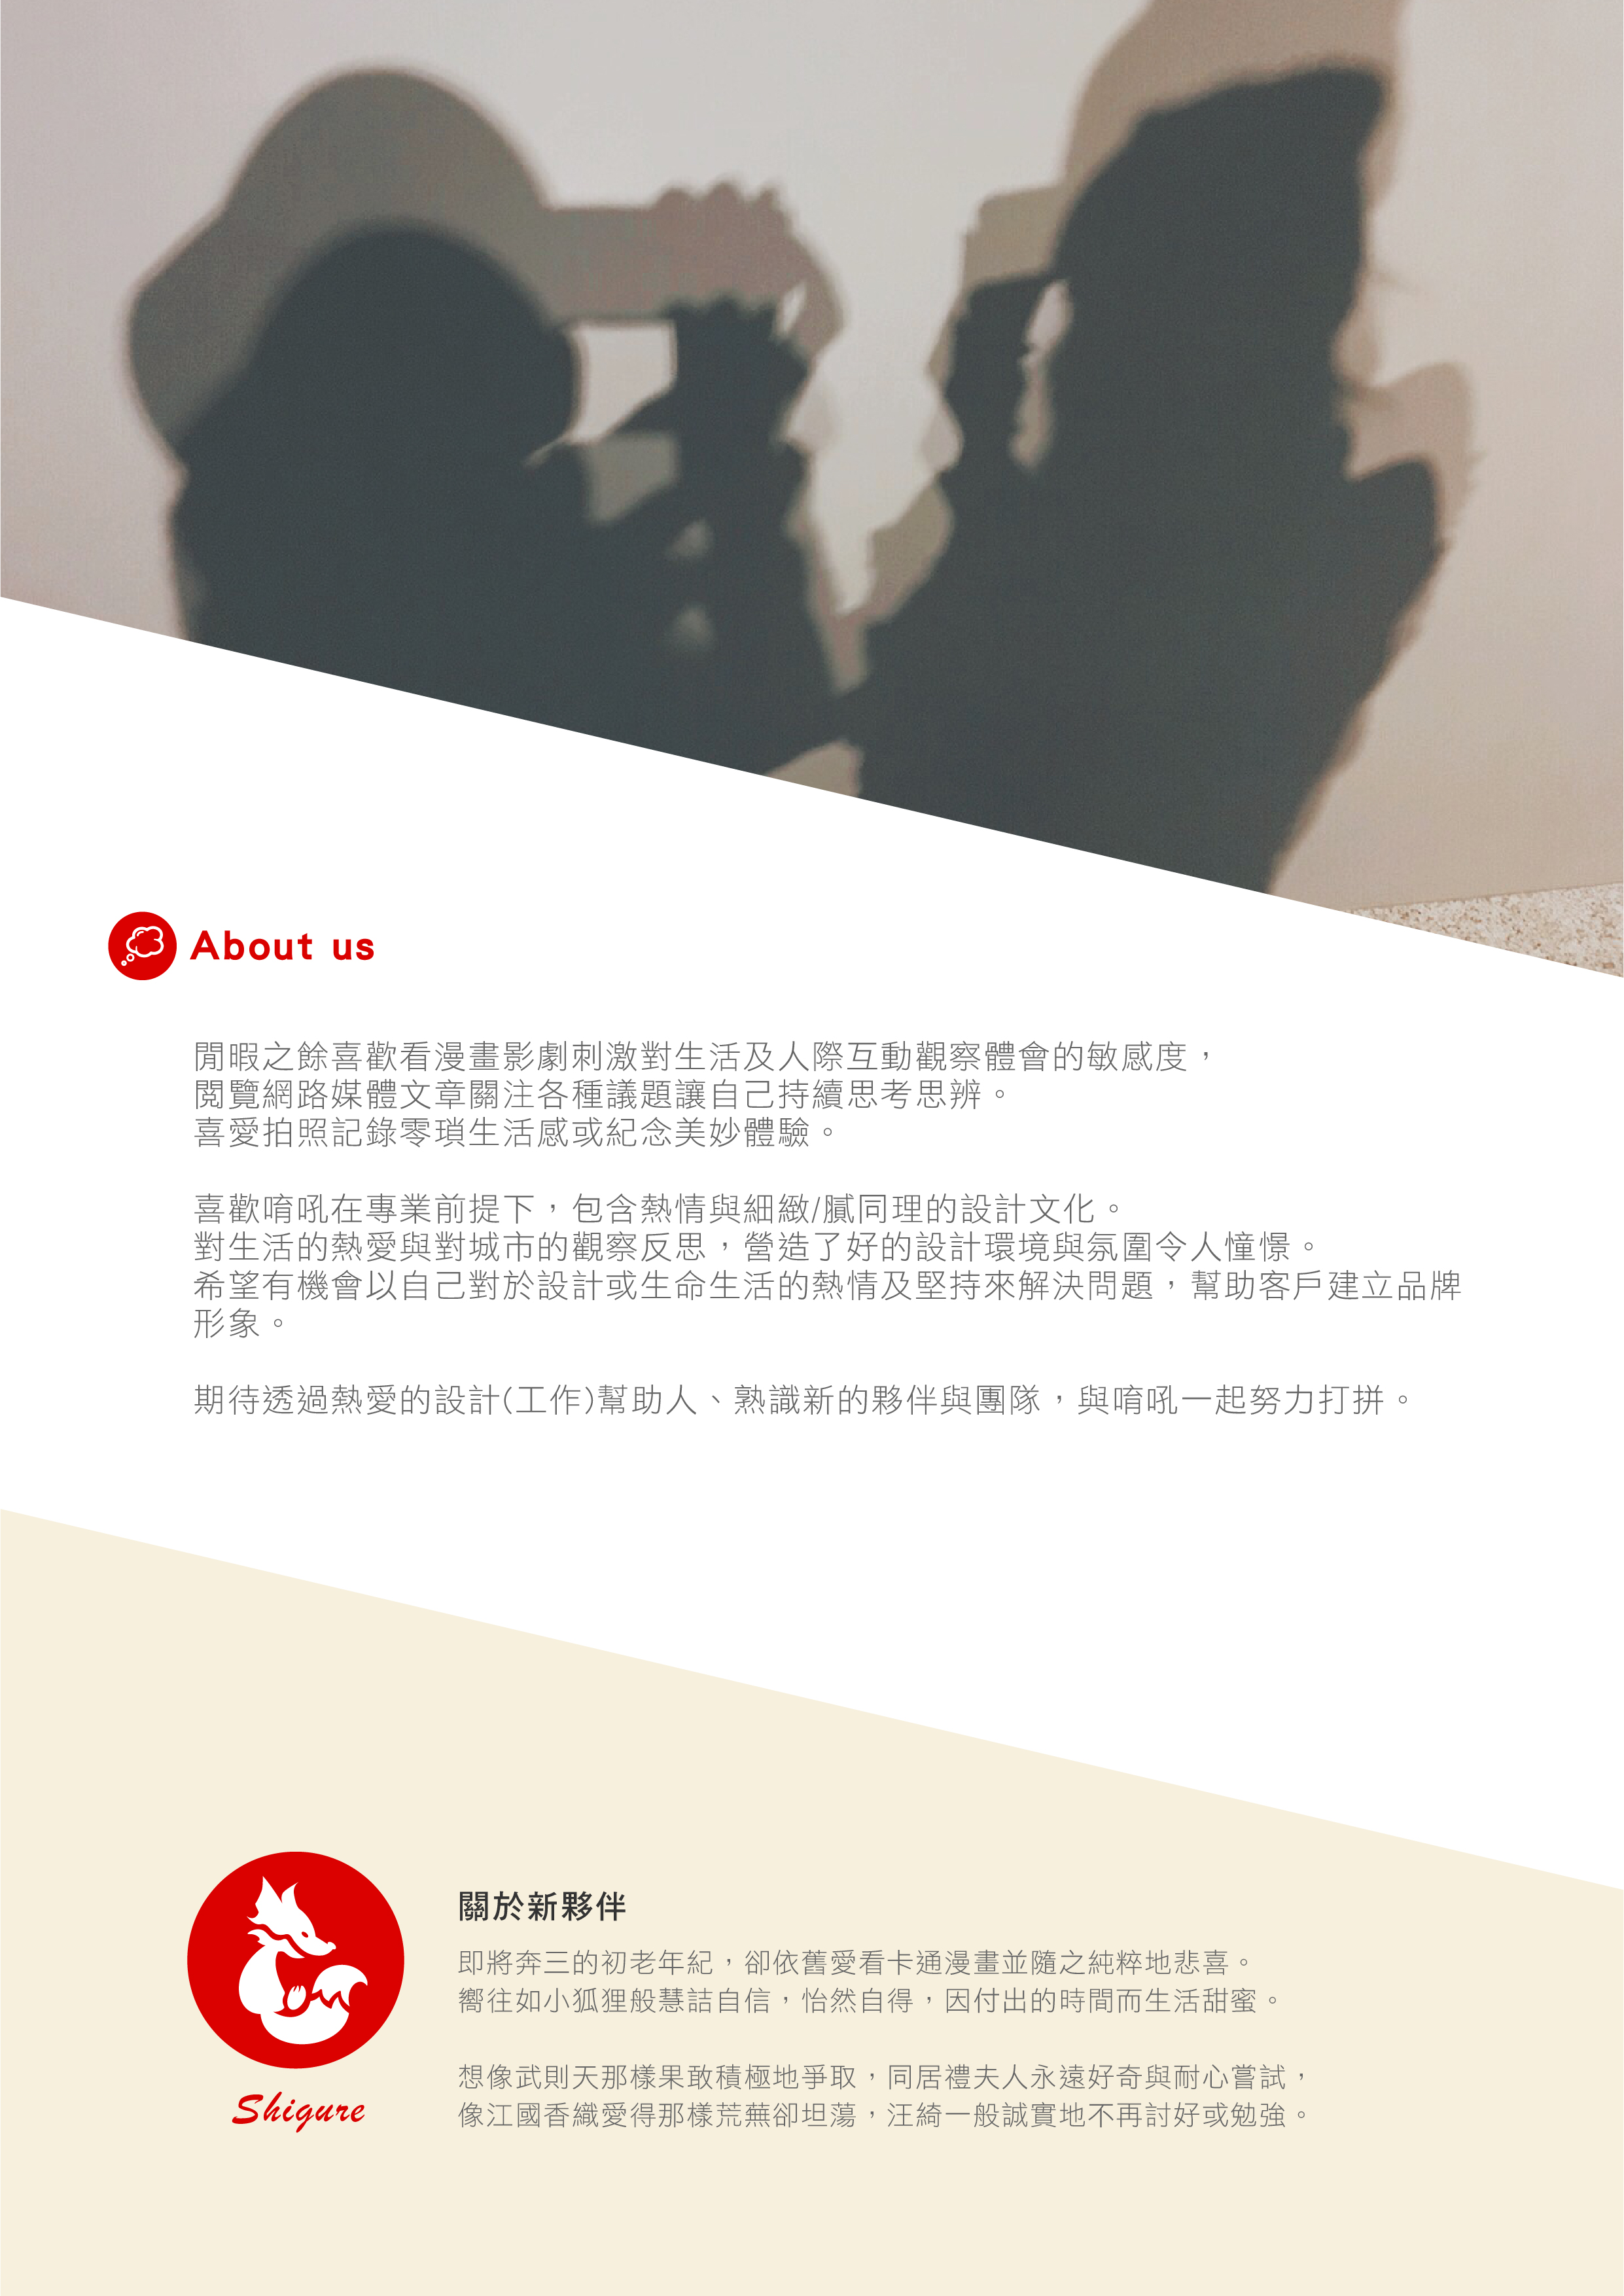 About us
閒暇之餘喜歡看漫畫影劇刺激對生活及人際互動觀察體會的敏感度，
閱覽網路媒體文章關注各種議題讓自己持續思考思辨。
喜愛拍照記錄零瑣生活感或紀念美妙體驗。
喜歡唷吼在專業前提下，包含熱情與細緻/膩同理的設計文化。
對生活的熱愛與對城市的觀察反思，營造了好的設計環境與氛圍令人憧憬。
希望有機會以自己對於設計或生命生活的熱情及堅持來解決問題，幫助客戶建立品牌
形象。
期待透過熱愛的設計(工作)幫助人、熟識新的夥伴與團隊，與唷吼一起努力打拼。
關於新夥伴
即將奔三的初老年紀，卻依舊愛看卡通漫畫並隨之純粹地悲喜。
嚮往如小狐狸般慧詰自信，怡然自得，因付出的時間而生活甜蜜。
想像武則天那樣果敢積極地爭取，同居禮夫人永遠好奇與耐心嘗試，
像江國香織愛得那樣荒蕪卻坦蕩，汪綺一般誠實地不再討好或勉強。
Shigure